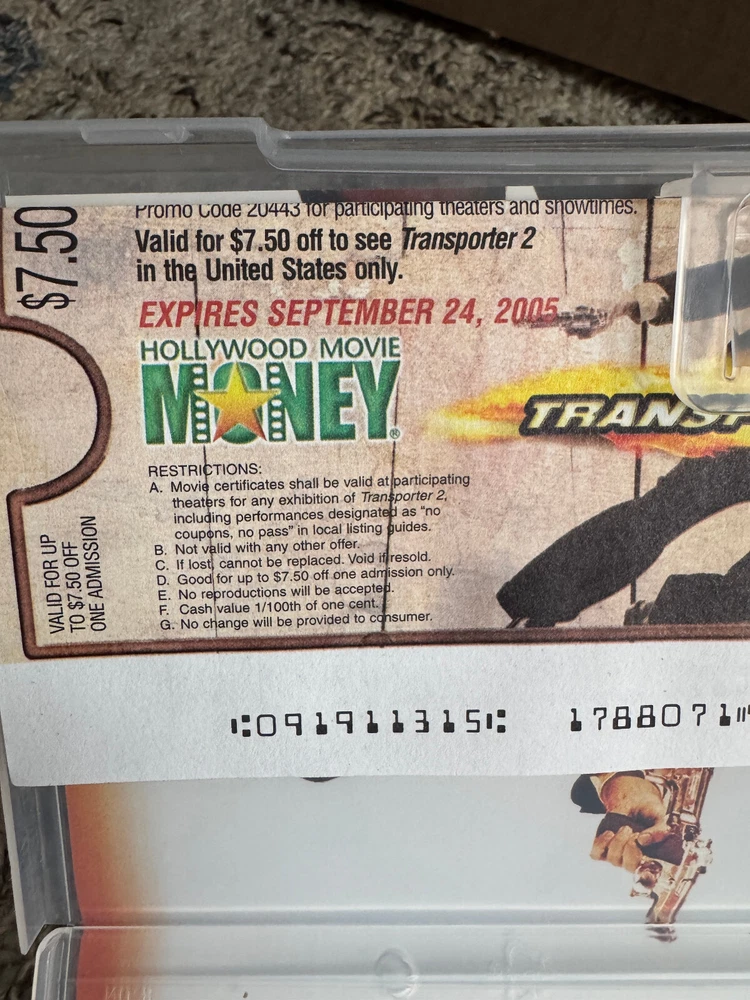 Promo Code 20443 for participating theaters and showtimes.
Valid for $7.50 off to see Transporter 2
in the United States only.
EXPIRES SEPTEMBER 24, 2005
HOLLYWOOD MOVIE
MONEY®
RESTRICTIONS:
A. Movie certificates shall be valid at participating
theaters for any exhibition of Transporter 2,
including performances designated as "no
coupons, no pass" in local listing guides.
B. Not valid with any other offer.
C. If lost, cannot be replaced. Void if resold.
D. Good for up to $7.50 off one admission only.
E. No reproductions will be accepted.
F. Cash value 1/100th of one cent.
G. No change will be provided to consumer.
$7.50
VALID FOR UP
TO $7.50 OFF
ONE ADMISSION
TRANSP
⑆091911315⑆ 1788071⑈